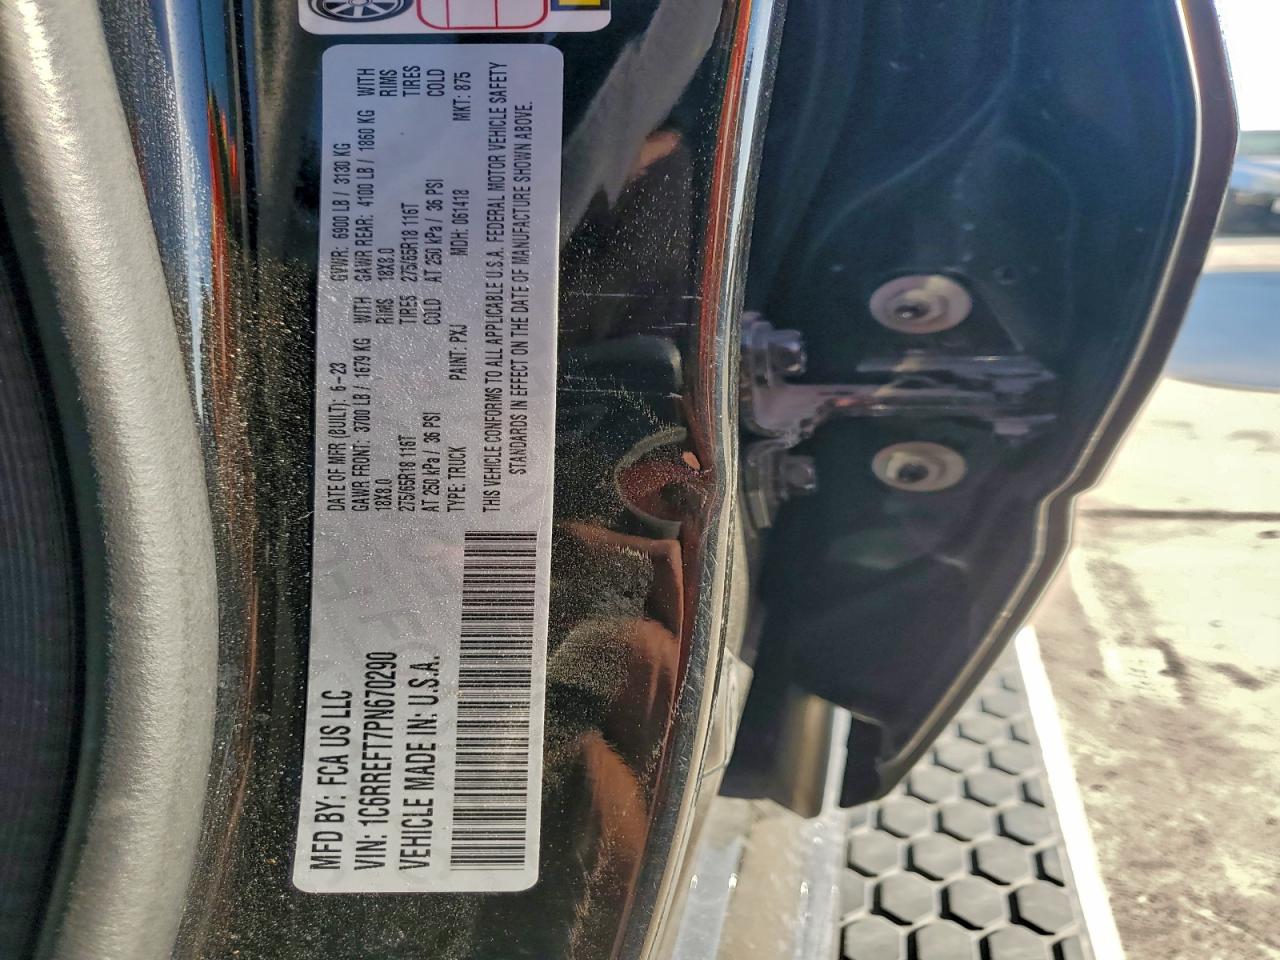 MFD BY: FCA US LLC
VIN: 1C6RREFT7PN670290
VEHICLE MADE IN: U.S.A.
DATE OF MFR (BUILT): 6-23 GVWR: 6900 LB / 3130 KG
GAWR FRONT: 3700 LB / 1679 KG WITH GAWR REAR: 4100 LB / 1860 KG WITH
18X8.0 RIMS 18X8.0 RIMS
275/65R18 116T TIRES 275/65R18 116T TIRES
AT 250 kPa / 36 PSI COLD AT 250 kPa / 36 PSI COLD
TYPE: TRUCK PAINT: PXJ MDH: 061418 MKT: 875
THIS VEHICLE CONFORMS TO ALL APPLICABLE U.S.A. FEDERAL MOTOR VEHICLE SAFETY
STANDARDS IN EFFECT ON THE DATE OF MANUFACTURE SHOWN ABOVE.